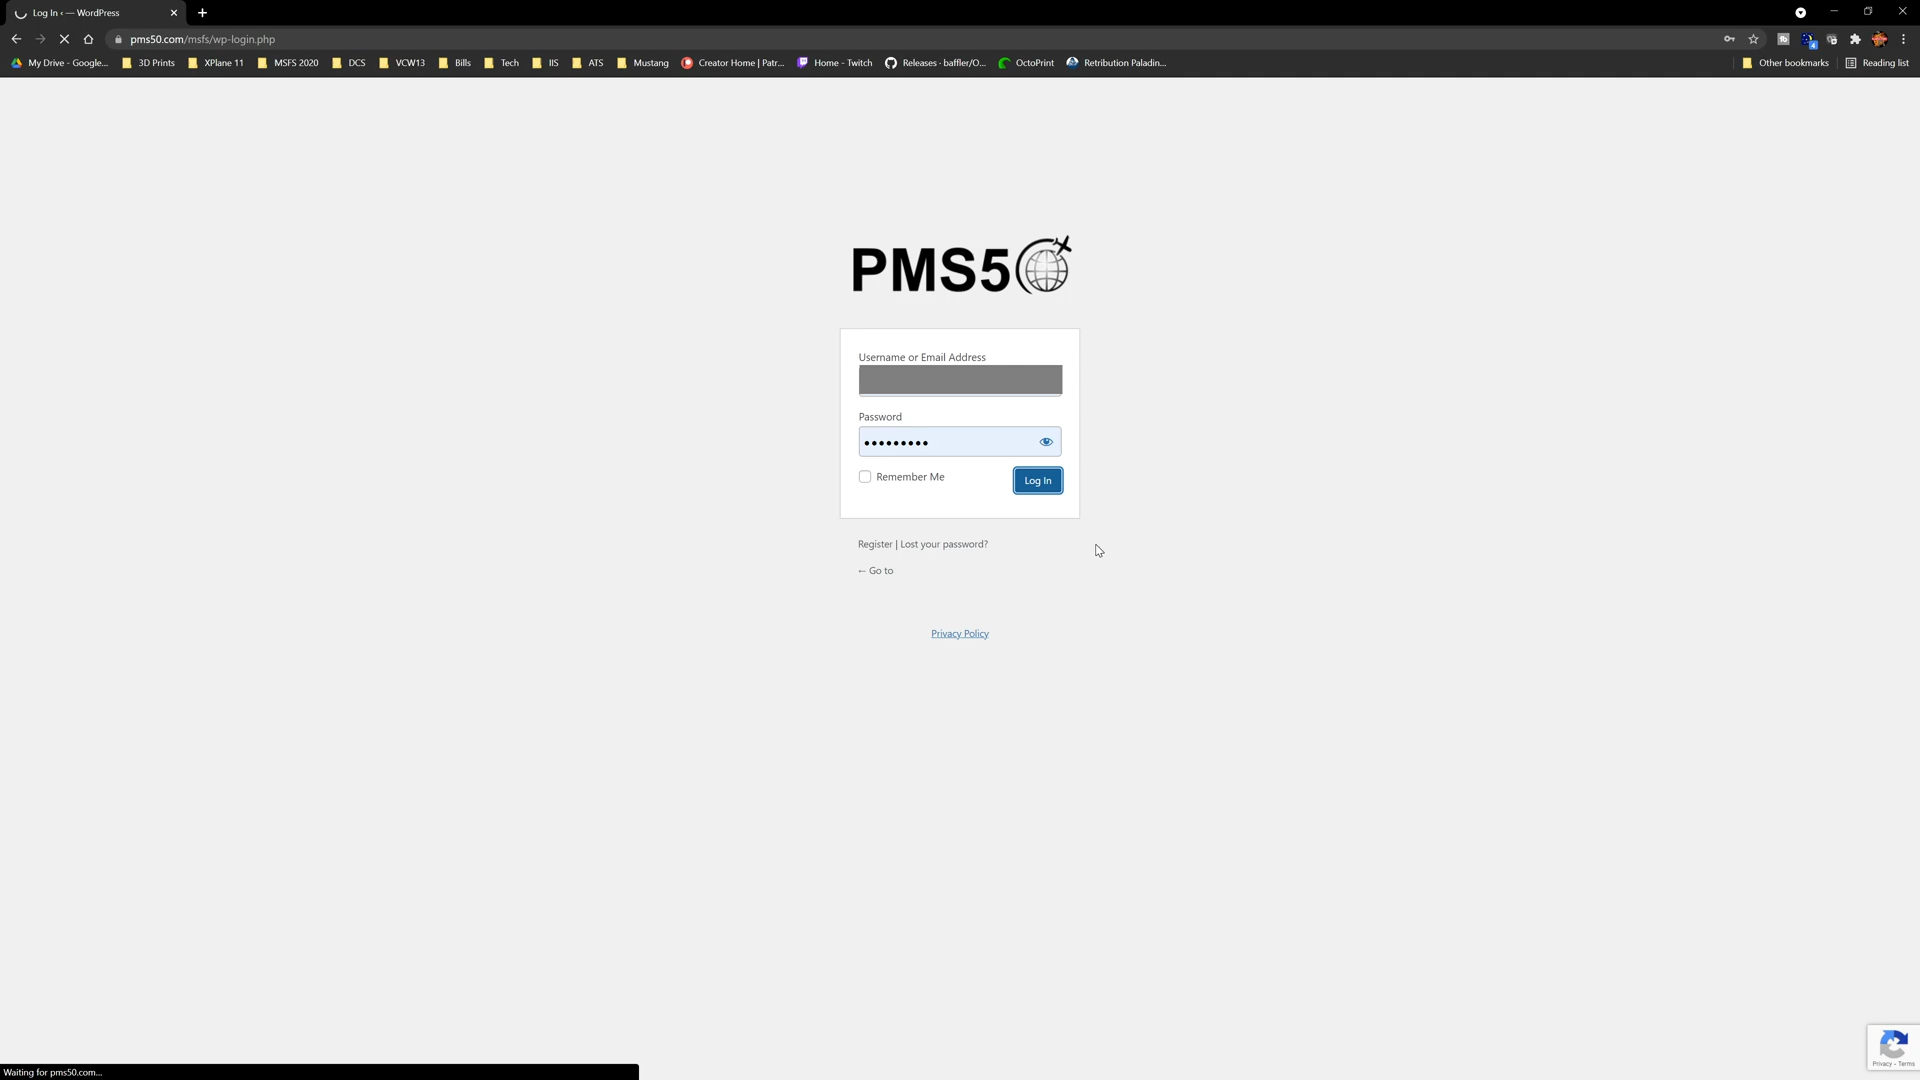 Log In ‹ — WordPress
pms50.com/msfs/wp-login.php
My Drive - Google... 3D Prints XPlane 11 MSFS 2020 DCS VCW13 Bills Tech IIS ATS Mustang Creator Home | Patr... Home - Twitch Releases · baffler/O... OctoPrint Retribution Paladin... Other bookmarks Reading list
PMS50
Username or Email Address
Password
Remember Me
Log In
Register | Lost your password?
← Go to
Privacy Policy
Privacy - Terms
Waiting for pms50.com...